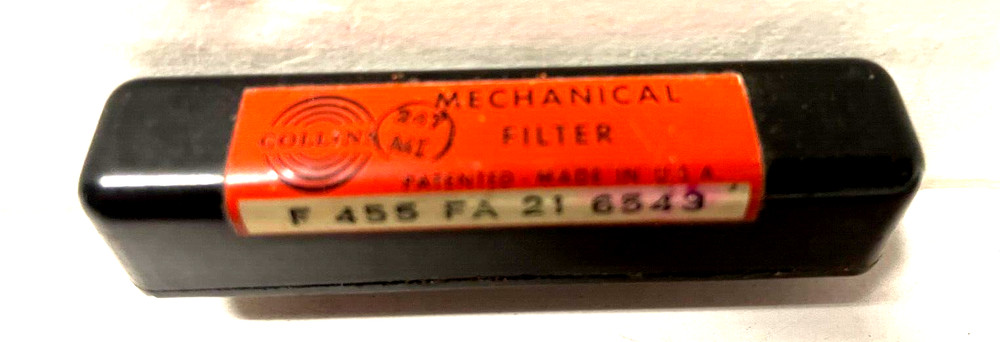 MECHANICAL
COLLINS
FILTER
PATENTED - MADE IN U.S.A.
F 455 FA 21 6543